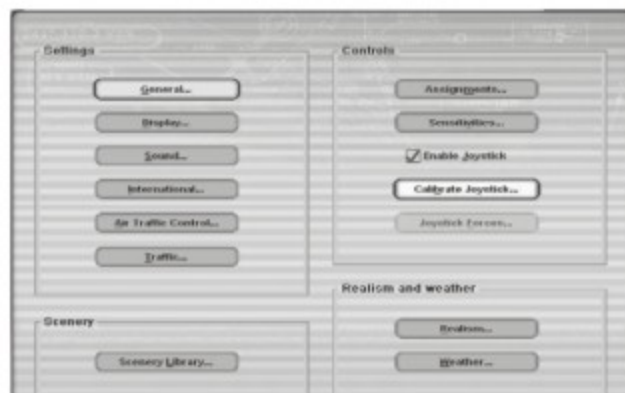 Settings
General...
Display...
Sound...
International...
Air Traffic Control...
Traffic...
Scenery
Scenery Library...
Controls
Assignments...
Sensitivities...
Enable Joystick
Calibrate Joystick...
Joystick Forces...
Realism and weather
Realism...
Weather...